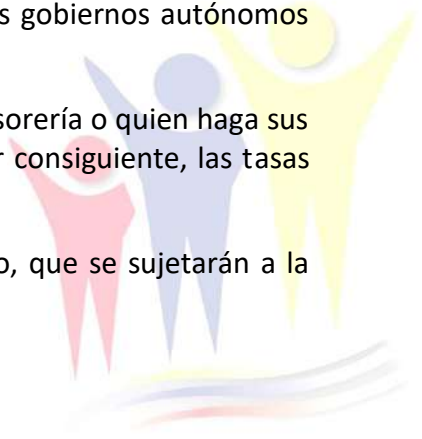 s gobiernos autónomos
sorería o quien haga sus
r consiguiente, las tasas
o, que se sujetarán a la